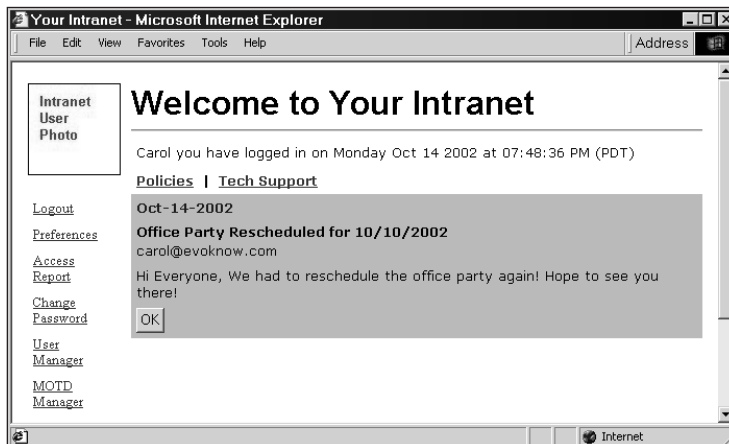 Your Intranet - Microsoft Internet Explorer
File Edit View Favorites Tools Help Address
Intranet
User
Photo
Welcome to Your Intranet
Carol you have logged in on Monday Oct 14 2002 at 07:48:36 PM (PDT)
Policies | Tech Support
Oct-14-2002
Office Party Rescheduled for 10/10/2002
carol@evoknow.com
Hi Everyone, We had to reschedule the office party again! Hope to see you
there!
OK
Logout
Preferences
Access
Report
Change
Password
User
Manager
MOTD
Manager
Internet